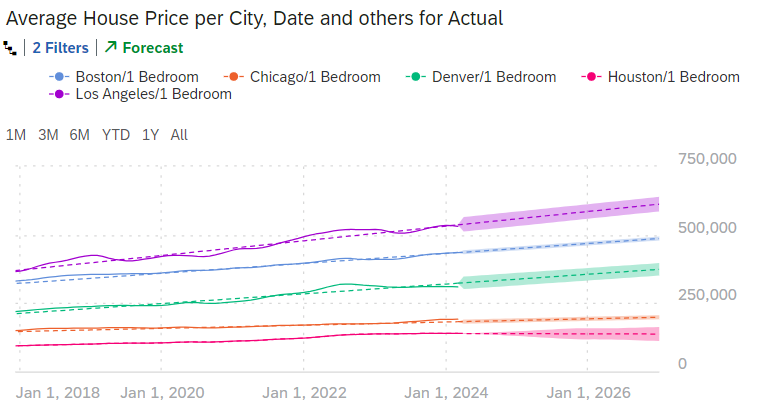 Average House Price per City, Date and others for Actual
2 Filters | Forecast
Boston/1 Bedroom Chicago/1 Bedroom Denver/1 Bedroom Houston/1 Bedroom
Los Angeles/1 Bedroom
1M 3M 6M YTD 1Y All
750,000
500,000
250,000
0
Jan 1, 2018 Jan 1, 2020 Jan 1, 2022 Jan 1, 2024 Jan 1, 2026